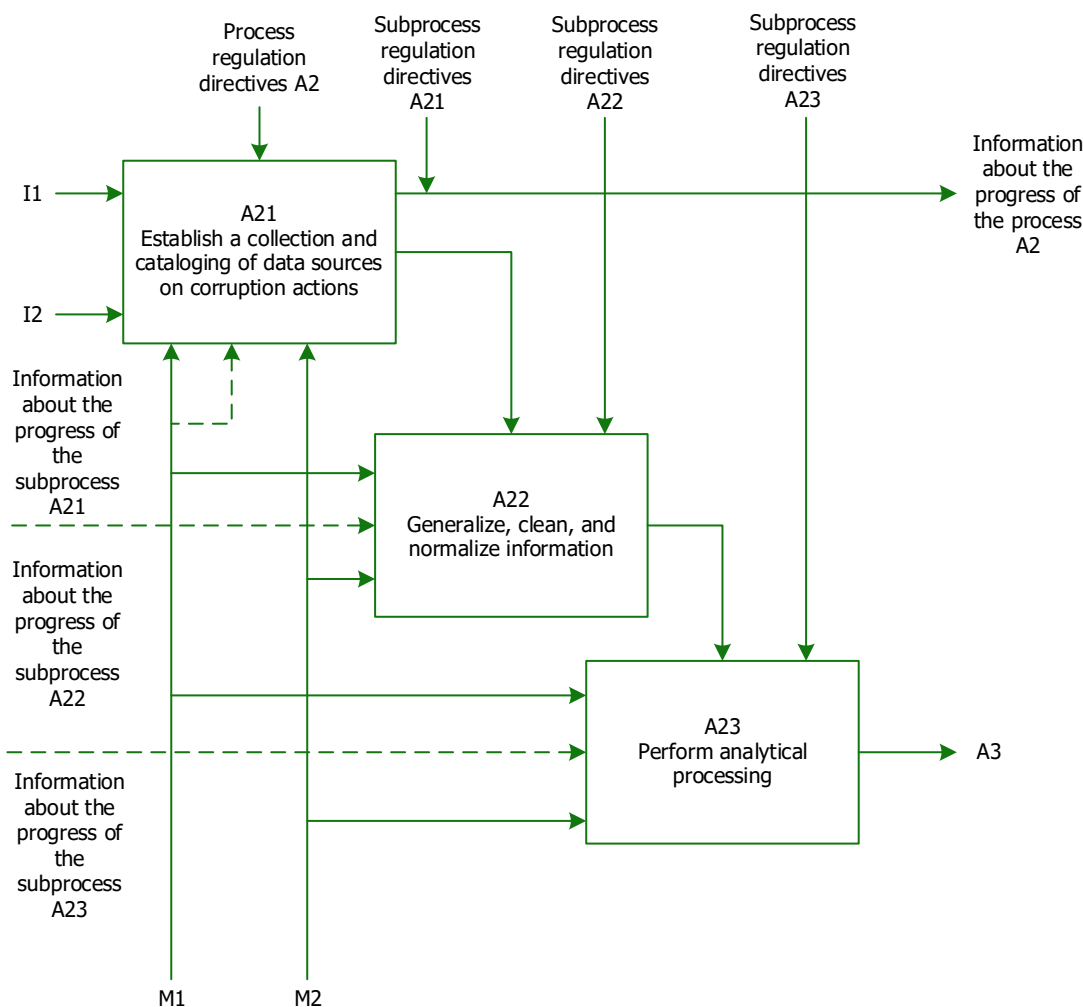 Process
regulation
directives A2
Subprocess
regulation
directives
A21
Subprocess
regulation
directives
A22
Subprocess
regulation
directives
A23
Information
about the
progress of
the process
A2
I1
I2
A21
Establish a collection and
cataloging of data sources
on corruption actions
Information
about the
progress of
the
subprocess
A21
A22
Generalize, clean, and
normalize information
Information
about the
progress of
the
subprocess
A22
A23
Perform analytical
processing
A3
Information
about the
progress of
the
subprocess
A23
M1
M2